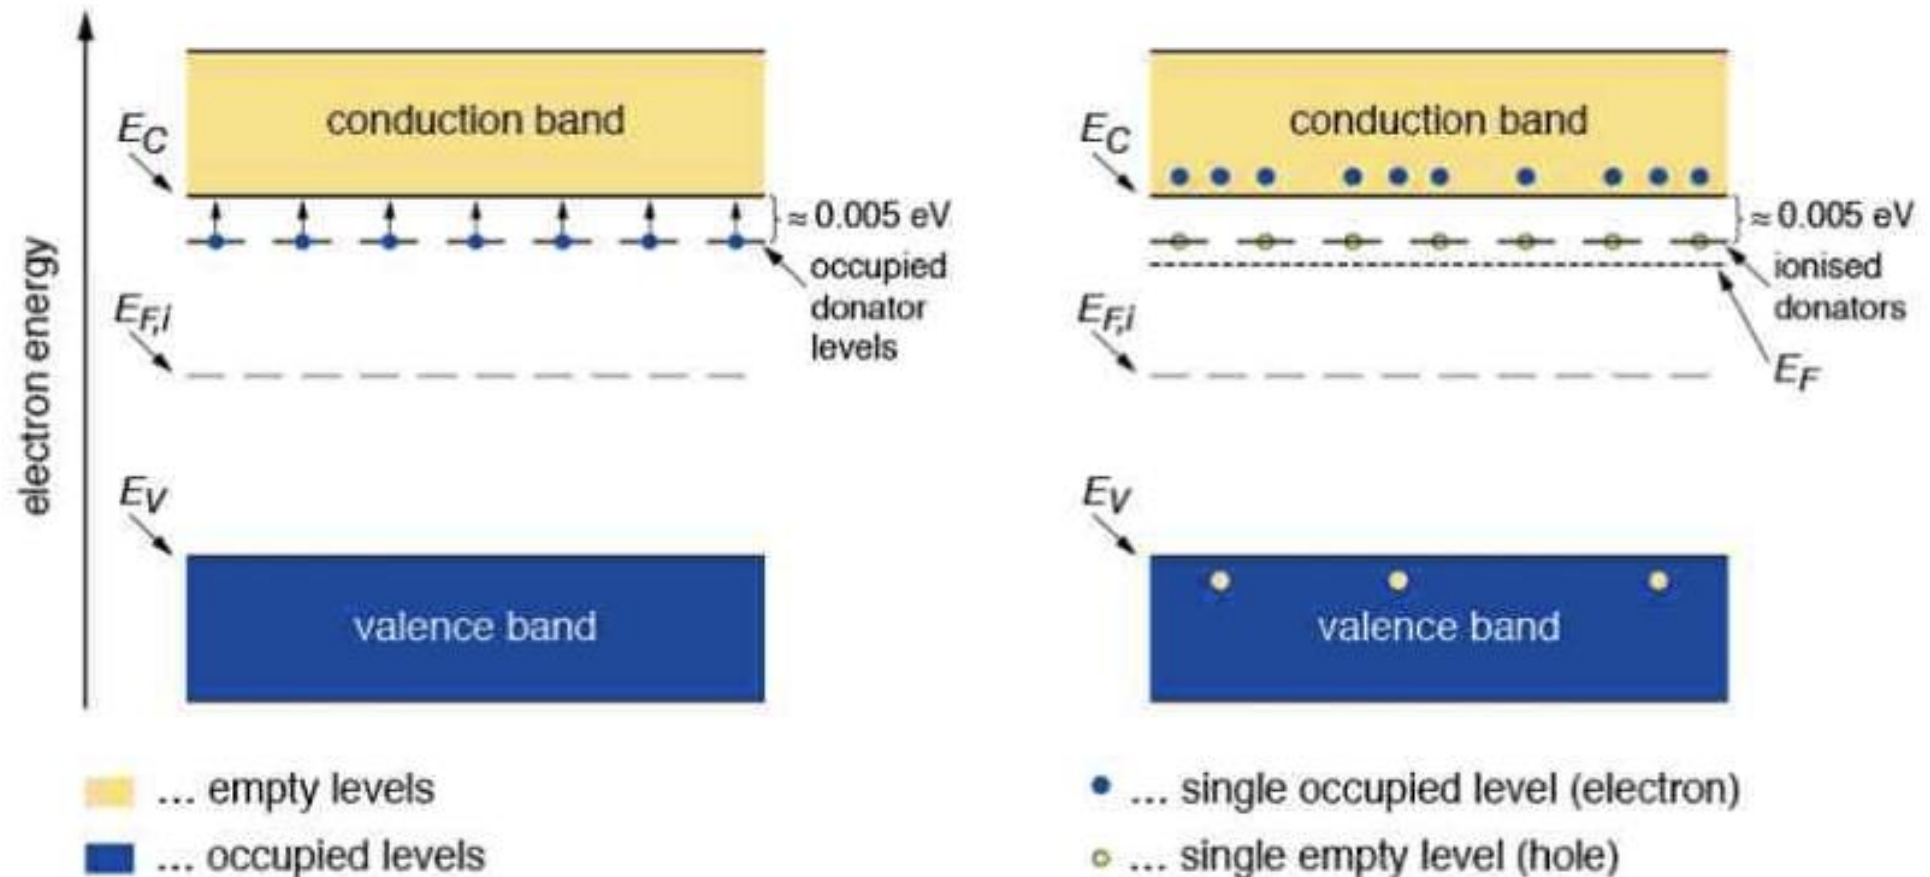 electron energy
E_C
conduction band
≈ 0.005 eV
occupied
donator
levels
E_F,i
E_V
valence band
E_C
conduction band
≈ 0.005 eV
ionised
donators
E_F,i
E_F
E_V
valence band
... empty levels
... occupied levels
... single occupied level (electron)
... single empty level (hole)